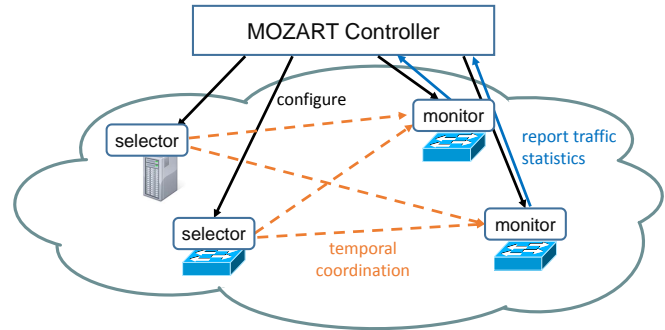 MOZART Controller
configure
monitor
selector
report traffic
statistics
selector
monitor
temporal
coordination